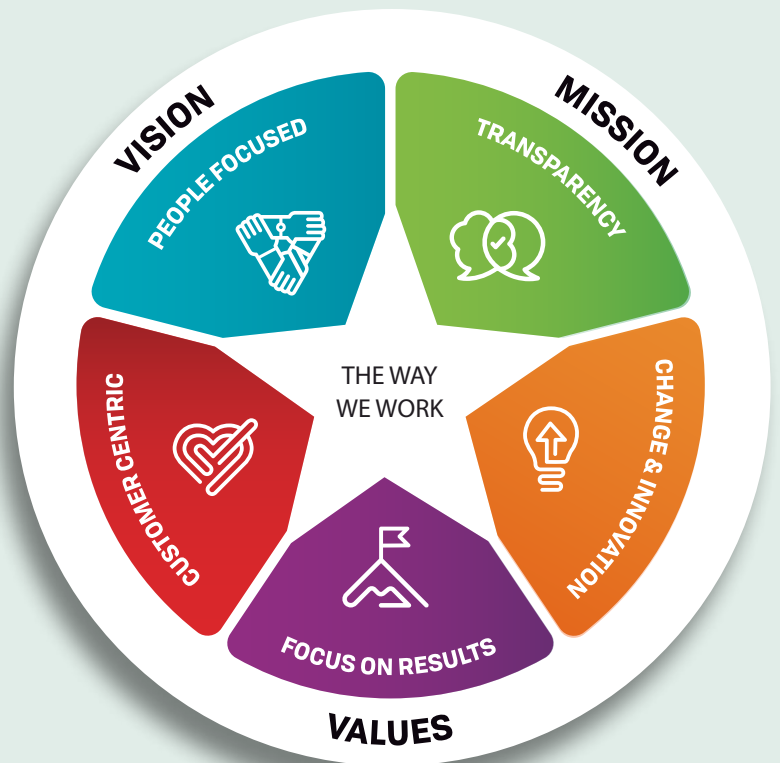 VISION
MISSION
PEOPLE FOCUSED
TRANSPARENCY
CUSTOMER CENTRIC
THE WAY
WE WORK
CHANGE & INNOVATION
FOCUS ON RESULTS
VALUES